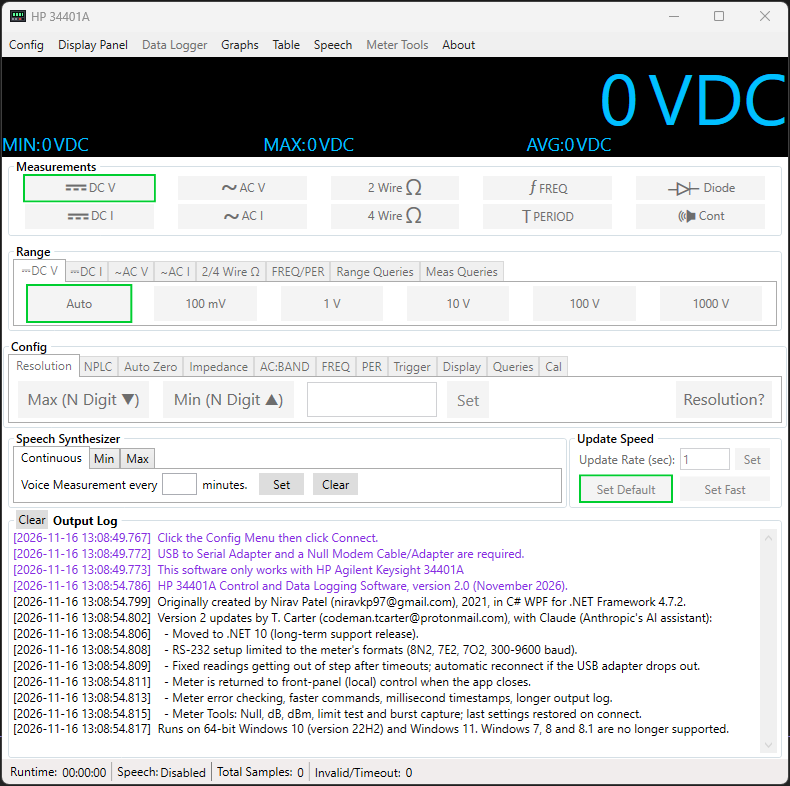 HP 34401A
Config Display Panel Data Logger Graphs Table Speech Meter Tools About
0 VDC
MIN:0VDC MAX:0VDC AVG:0VDC
Measurements
DC V AC V 2 Wire Ω ƒ FREQ Diode
DC I AC I 4 Wire Ω T PERIOD Cont
Range
DC V DC I ~AC V ~AC I 2/4 Wire Ω FREQ/PER Range Queries Meas Queries
Auto 100 mV 1 V 10 V 100 V 1000 V
Config
Resolution NPLC Auto Zero Impedance AC:BAND FREQ PER Trigger Display Queries Cal
Max (N Digit ▼) Min (N Digit ▲) Set Resolution?
Speech Synthesizer
Continuous Min Max
Voice Measurement every minutes. Set Clear
Update Speed
Update Rate (sec): 1 Set
Set Default Set Fast
Clear Output Log
[2026-11-16 13:08:49.767] Click the Config Menu then click Connect.
[2026-11-16 13:08:49.772] USB to Serial Adapter and a Null Modem Cable/Adapter are required.
[2026-11-16 13:08:49.773] This software only works with HP Agilent Keysight 34401A
[2026-11-16 13:08:54.786] HP 34401A Control and Data Logging Software, version 2.0 (November 2026).
[2026-11-16 13:08:54.799] Originally created by Nirav Patel (niravkp97@gmail.com), 2021, in C# WPF for .NET Framework 4.7.2.
[2026-11-16 13:08:54.802] Version 2 updates by T. Carter (codeman.tcarter@protonmail.com), with Claude (Anthropic's AI assistant):
[2026-11-16 13:08:54.806] - Moved to .NET 10 (long-term support release).
[2026-11-16 13:08:54.808] - RS-232 setup limited to the meter's formats (8N2, 7E2, 7O2, 300-9600 baud).
[2026-11-16 13:08:54.809] - Fixed readings getting out of step after timeouts; automatic reconnect if the USB adapter drops out.
[2026-11-16 13:08:54.811] - Meter is returned to front-panel (local) control when the app closes.
[2026-11-16 13:08:54.813] - Meter error checking, faster commands, millisecond timestamps, longer output log.
[2026-11-16 13:08:54.815] - Meter Tools: Null, dB, dBm, limit test and burst capture; last settings restored on connect.
[2026-11-16 13:08:54.817] Runs on 64-bit Windows 10 (version 22H2) and Windows 11. Windows 7, 8 and 8.1 are no longer supported.
Runtime: 00:00:00 Speech: Disabled Total Samples: 0 Invalid/Timeout: 0